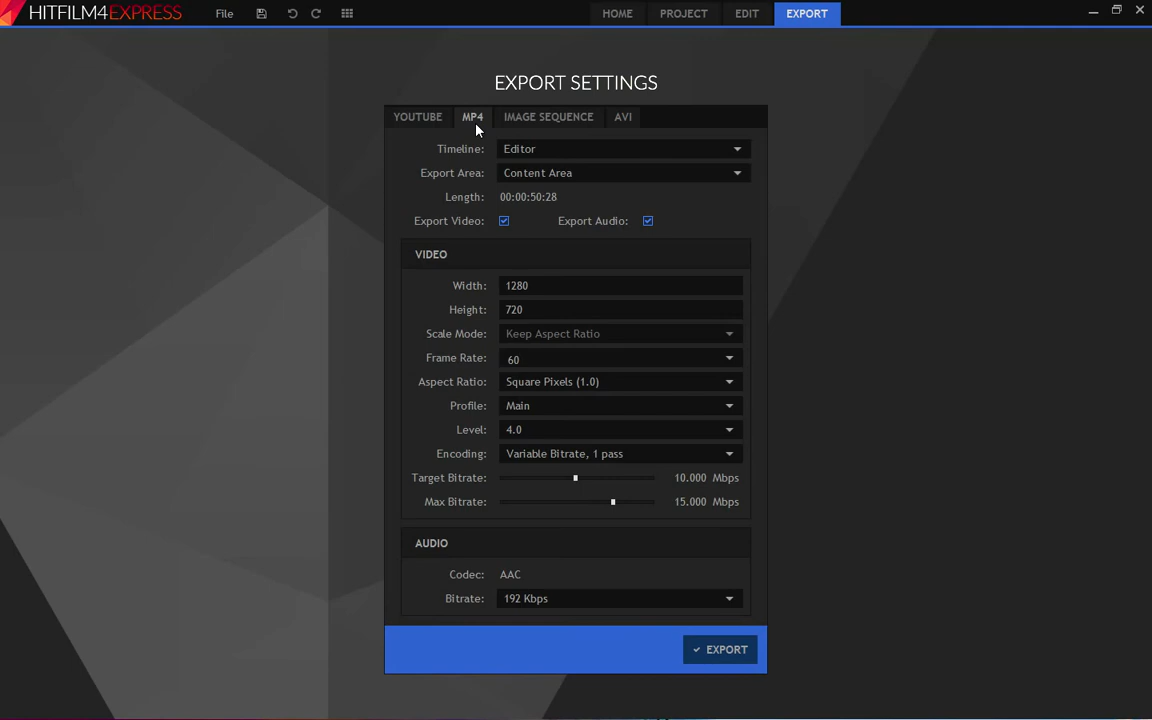 HITFILM4EXPRESS File HOME PROJECT EDIT EXPORT
EXPORT SETTINGS
YOUTUBE MP4 IMAGE SEQUENCE AVI
Timeline: Editor
Export Area: Content Area
Length: 00:00:50:28
Export Video: Export Audio:
VIDEO
Width: 1280
Height: 720
Scale Mode: Keep Aspect Ratio
Frame Rate: 60
Aspect Ratio: Square Pixels (1.0)
Profile: Main
Level: 4.0
Encoding: Variable Bitrate, 1 pass
Target Bitrate: 10.000 Mbps
Max Bitrate: 15.000 Mbps
AUDIO
Codec: AAC
Bitrate: 192 Kbps
EXPORT